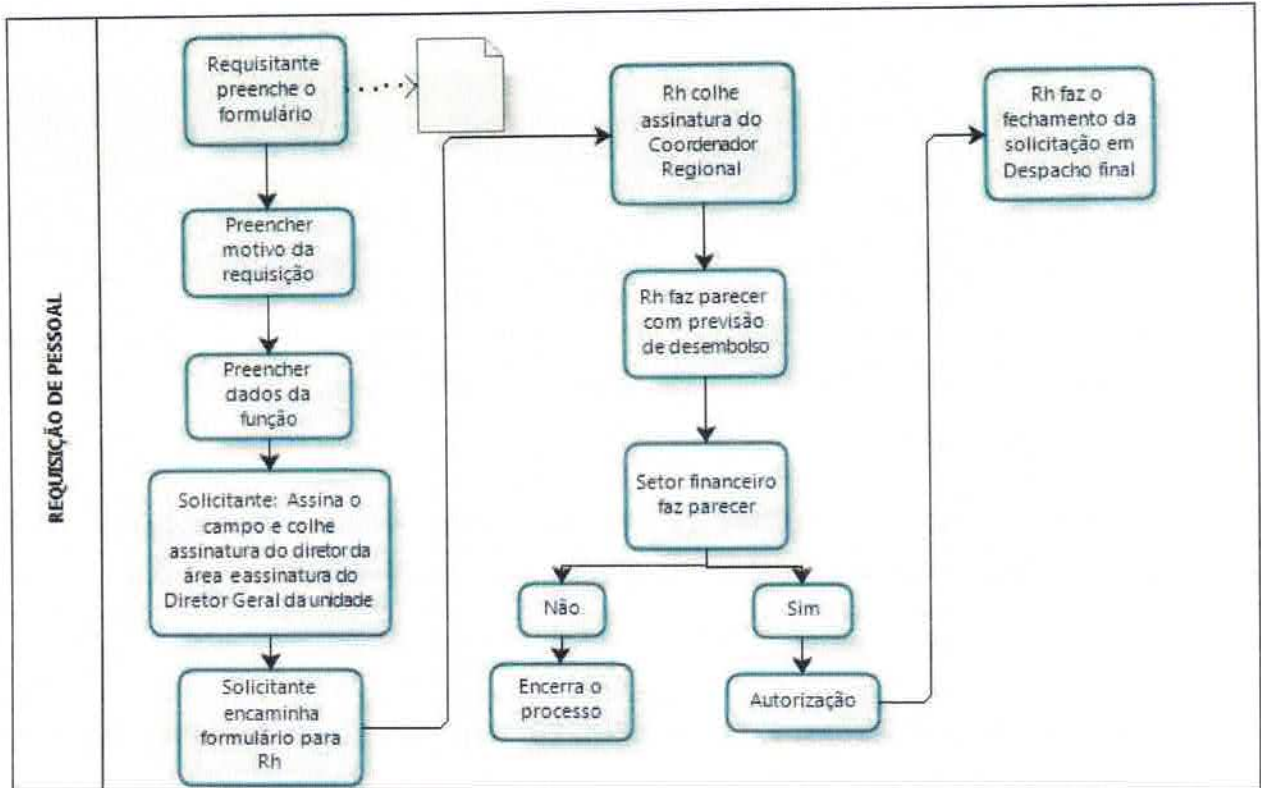 REQUISIÇÃO DE PESSOAL
Requisitante
preenche o
formulário
Preencher
motivo da
requisição
Preencher
dados da
função
Solicitante: Assina o
campo e colhe
assinatura do diretor da
área eassinatura do
Diretor Geral da unidade
Solicitante
encaminha
formulário para
Rh
Rh colhe
assinatura do
Coordenador
Regional
Rh faz parecer
com previsão
de desembolso
Setor financeiro
faz parecer
Não
Sim
Encerra o
processo
Autorização
Rh faz o
fechamento da
solicitação em
Despacho final